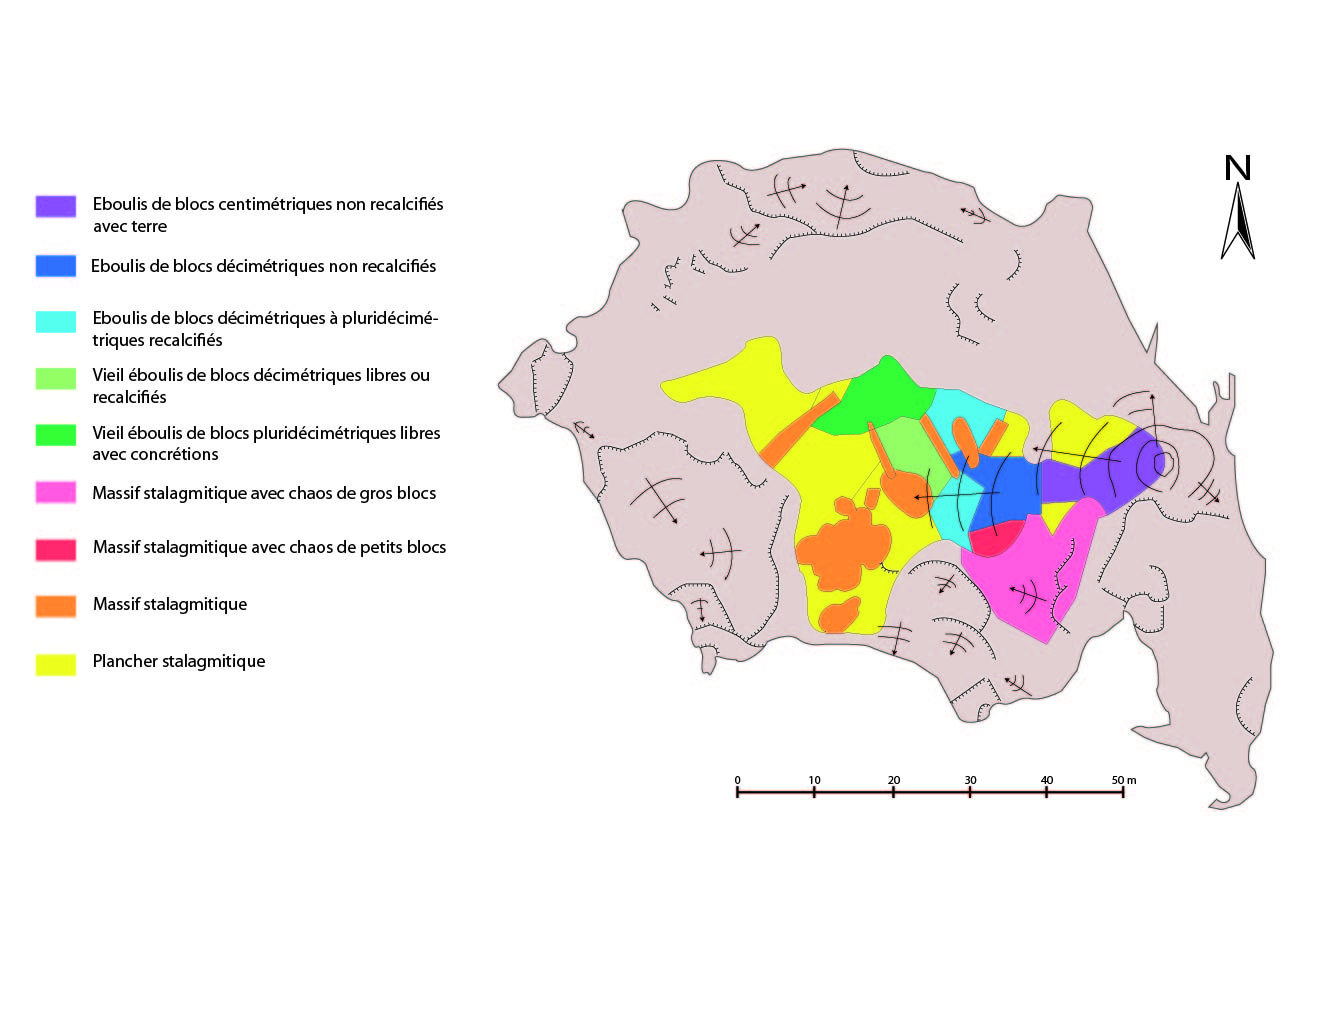 N
Eboulis de blocs centimétriques non recalcifiés
avec terre
Eboulis de blocs décimétriques non recalcifiés
Eboulis de blocs décimétriques à pluridécimé-
triques recalcifiés
Vieil éboulis de blocs décimétriques libres ou
recalcifiés
Vieil éboulis de blocs pluridécimétriques libres
avec concrétions
Massif stalagmitique avec chaos de gros blocs
Massif stalagmitique avec chaos de petits blocs
Massif stalagmitique
Plancher stalagmitique
0 10 20 30 40 50 m